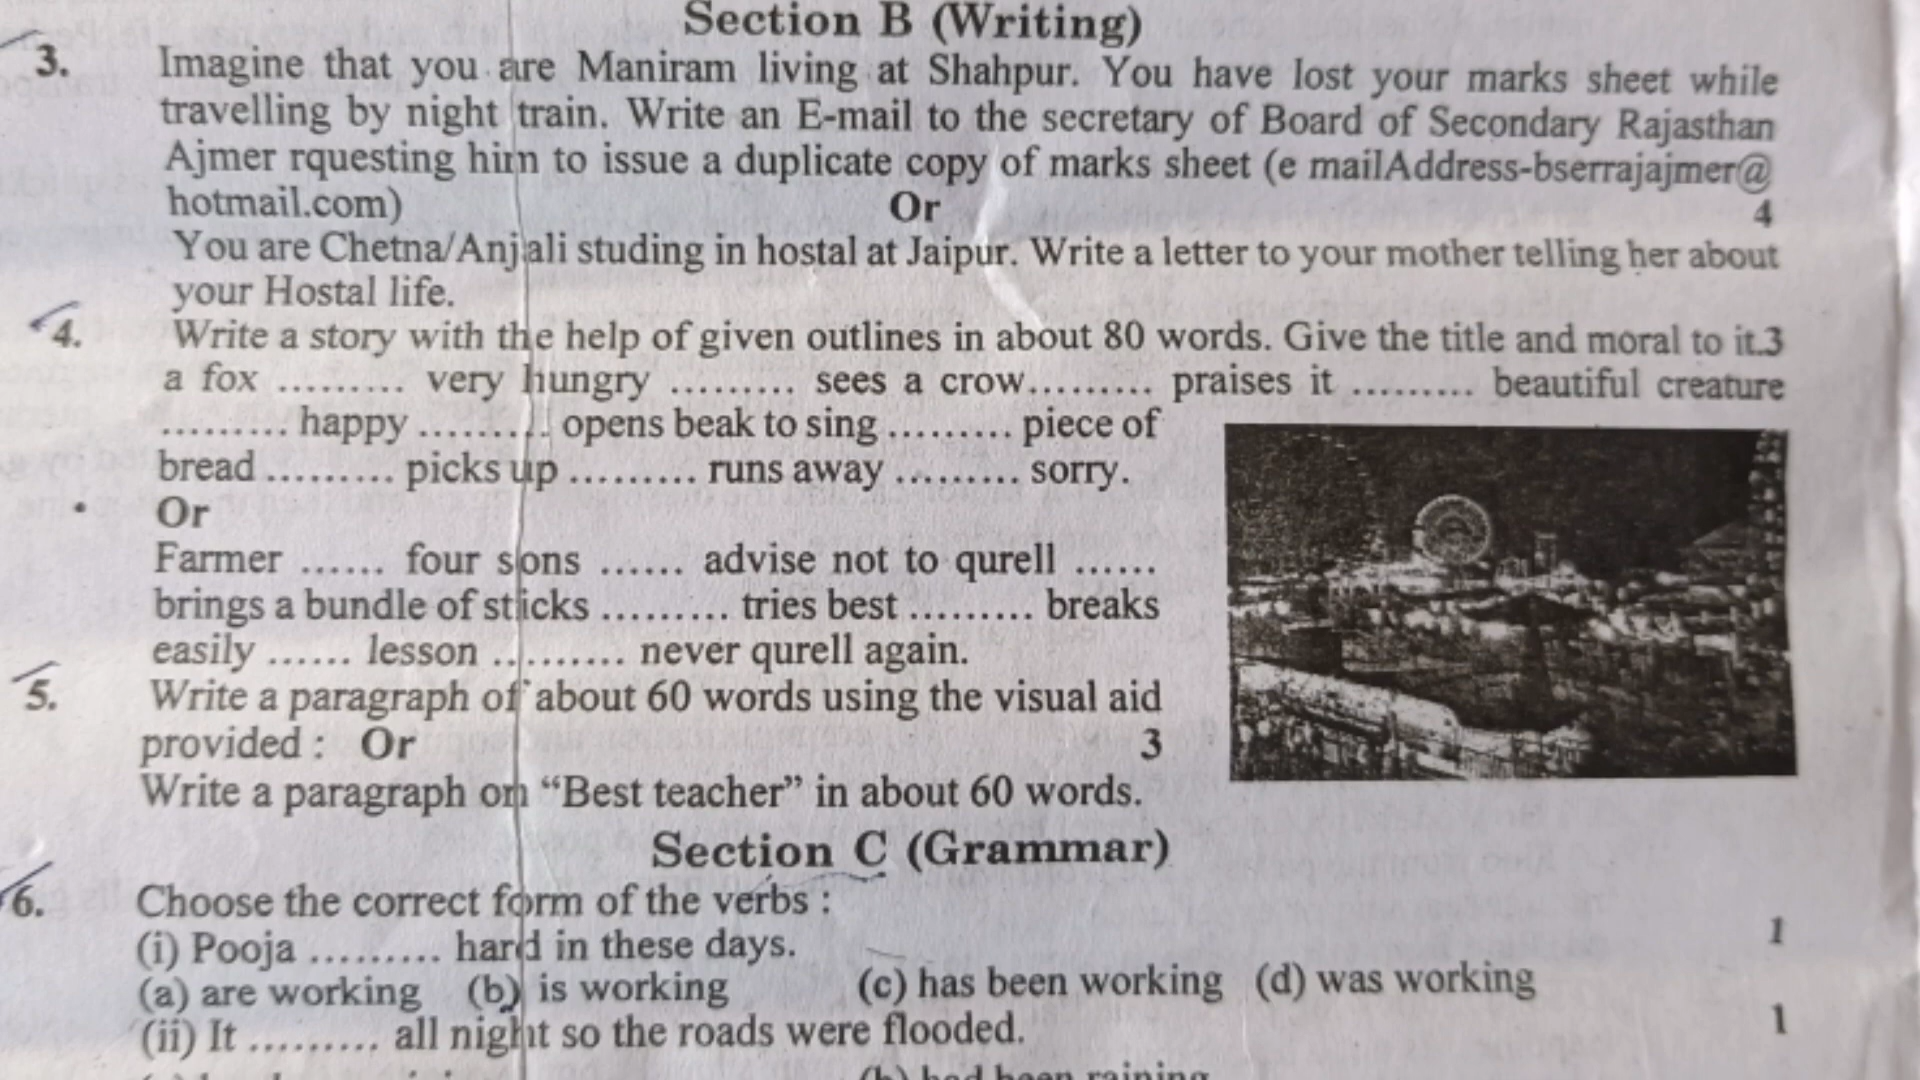 Section B (Writing)
3. Imagine that you are Maniram living at Shahpur. You have lost your marks sheet while
travelling by night train. Write an E-mail to the secretary of Board of Secondary Rajasthan
Ajmer rquesting him to issue a duplicate copy of marks sheet (e mailAddress-bserrajajmer@
hotmail.com) Or 4
You are Chetna/Anjali studing in hostal at Jaipur. Write a letter to your mother telling her about
your Hostal life.
4. Write a story with the help of given outlines in about 80 words. Give the title and moral to it.3
a fox ......... very hungry ......... sees a crow......... praises it ......... beautiful creature
......... happy ......... opens beak to sing ......... piece of
bread ......... picks up ......... runs away ......... sorry.
Or
Farmer ...... four sons ...... advise not to qurell ......
brings a bundle of sticks ......... tries best ......... breaks
easily ...... lesson ......... never qurell again.
5. Write a paragraph of about 60 words using the visual aid
provided : Or 3
Write a paragraph on “Best teacher” in about 60 words.
Section C (Grammar)
6. Choose the correct form of the verbs :
(i) Pooja ......... hard in these days. 1
(a) are working (b) is working (c) has been working (d) was working
(ii) It ......... all night so the roads were flooded. 1
(b) had been raining